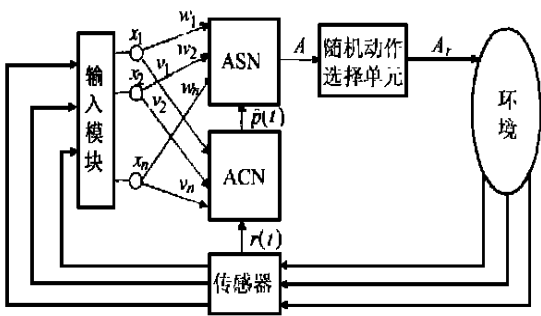 输入模块
x₁
x₂
xₙ
w₁
w₂
wₙ
v₁
v₂
vₙ
ASN
A
随机动作
选择单元
Aᵣ
环境
p̂(t)
ACN
r(t)
传感器